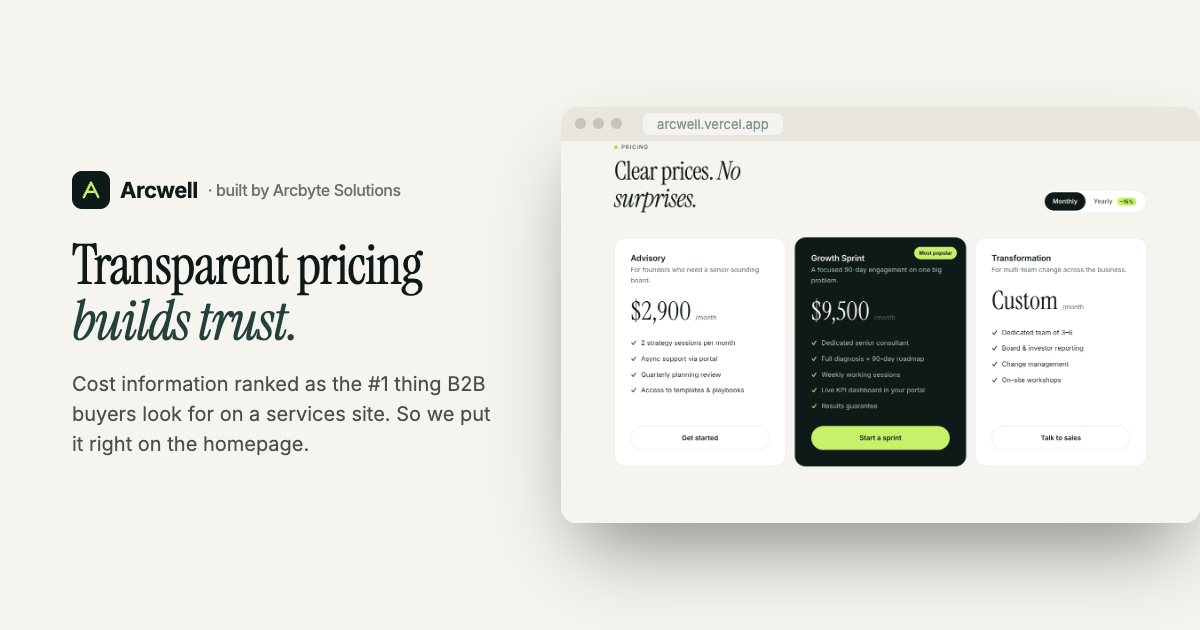 Arcwell · built by Arcbyte Solutions
Transparent pricing
builds trust.
Cost information ranked as the #1 thing B2B
buyers look for on a services site. So we put
it right on the homepage.
arcwell.vercel.app
PRICING
Clear prices. No
surprises.
Monthly Yearly −15%
Advisory
For founders who need a senior sounding
board.
$2,900 /month
2 strategy sessions per month
Async support via portal
Quarterly planning review
Access to templates & playbooks
Get started
Most popular
Growth Sprint
A focused 90-day engagement on one big
problem.
$9,500 /month
Dedicated senior consultant
Full diagnosis + 90-day roadmap
Weekly working sessions
Live KPI dashboard in your portal
Results guarantee
Start a sprint
Transformation
For multi-team change across the business.
Custom /month
Dedicated team of 3–6
Board & investor reporting
Change management
On-site workshops
Talk to sales